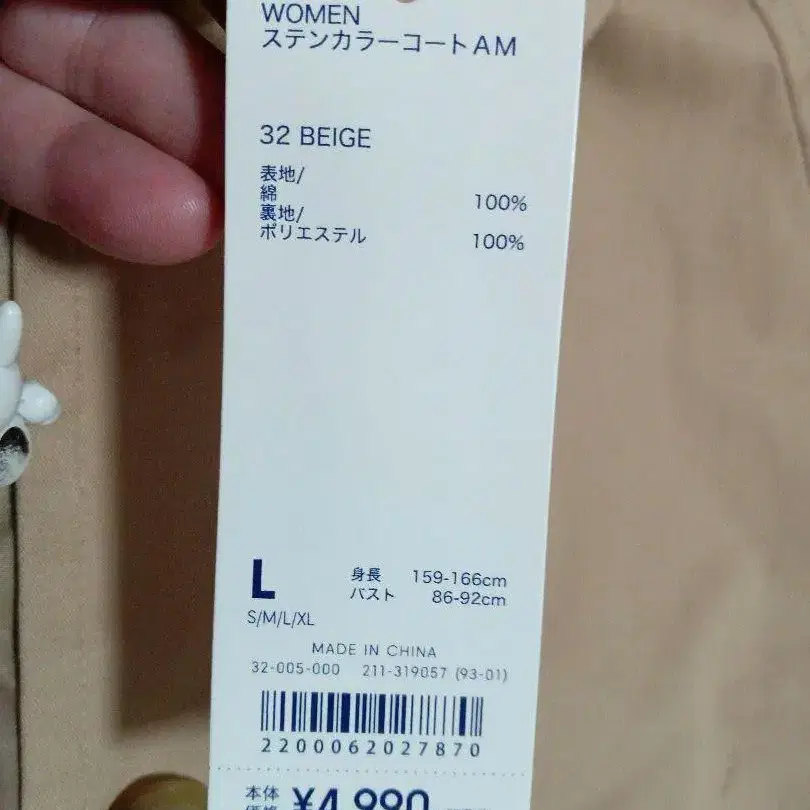 WOMEN
ステンカラーコートAM
32 BEIGE
表地/
綿 100%
裏地/
ポリエステル 100%
L 身長 159-166cm
バスト 86-92cm
S/M/L/XL
MADE IN CHINA
32-005-000 211-319057 (93-01)
2200062027870
本体
価格 ¥4,990